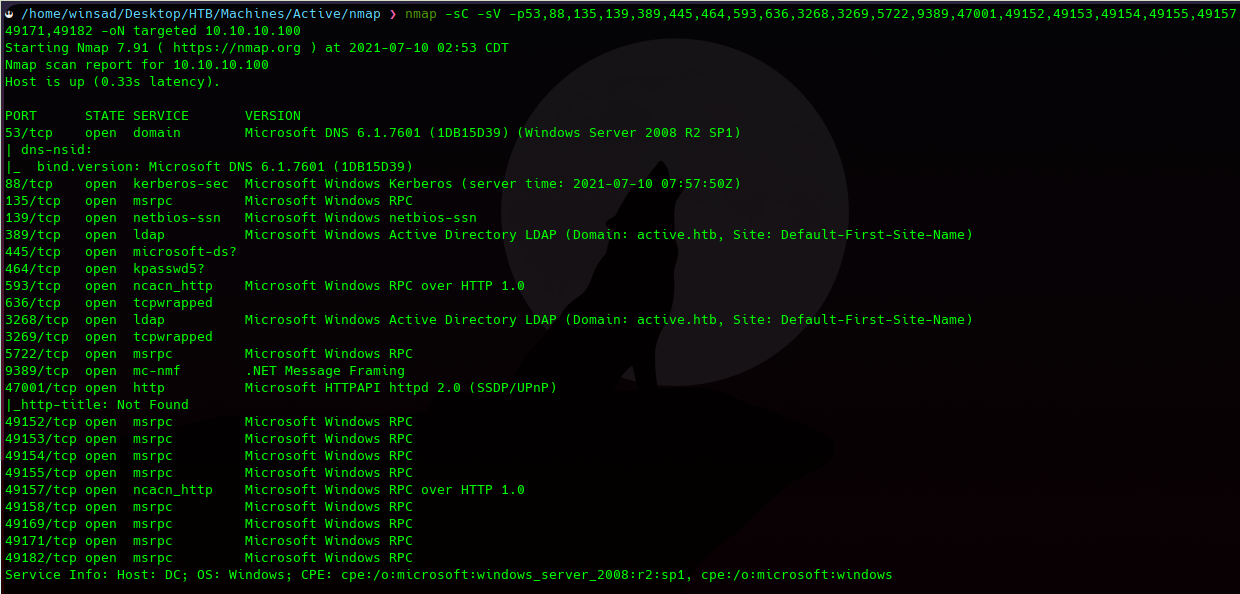 /home/winsad/Desktop/HTB/Machines/Active/nmap ❯ nmap -sC -sV -p53,88,135,139,389,445,464,593,636,3268,3269,5722,9389,47001,49152,49153,49154,49155,49157
49171,49182 -oN targeted 10.10.10.100
Starting Nmap 7.91 ( https://nmap.org ) at 2021-07-10 02:53 CDT
Nmap scan report for 10.10.10.100
Host is up (0.33s latency).
PORT      STATE SERVICE       VERSION
53/tcp    open  domain        Microsoft DNS 6.1.7601 (1DB15D39) (Windows Server 2008 R2 SP1)
| dns-nsid:
|_  bind.version: Microsoft DNS 6.1.7601 (1DB15D39)
88/tcp    open  kerberos-sec  Microsoft Windows Kerberos (server time: 2021-07-10 07:57:50Z)
135/tcp   open  msrpc         Microsoft Windows RPC
139/tcp   open  netbios-ssn   Microsoft Windows netbios-ssn
389/tcp   open  ldap          Microsoft Windows Active Directory LDAP (Domain: active.htb, Site: Default-First-Site-Name)
445/tcp   open  microsoft-ds?
464/tcp   open  kpasswd5?
593/tcp   open  ncacn_http    Microsoft Windows RPC over HTTP 1.0
636/tcp   open  tcpwrapped
3268/tcp  open  ldap          Microsoft Windows Active Directory LDAP (Domain: active.htb, Site: Default-First-Site-Name)
3269/tcp  open  tcpwrapped
5722/tcp  open  msrpc         Microsoft Windows RPC
9389/tcp  open  mc-nmf        .NET Message Framing
47001/tcp open  http          Microsoft HTTPAPI httpd 2.0 (SSDP/UPnP)
|_http-title: Not Found
49152/tcp open  msrpc         Microsoft Windows RPC
49153/tcp open  msrpc         Microsoft Windows RPC
49154/tcp open  msrpc         Microsoft Windows RPC
49155/tcp open  msrpc         Microsoft Windows RPC
49157/tcp open  ncacn_http    Microsoft Windows RPC over HTTP 1.0
49158/tcp open  msrpc         Microsoft Windows RPC
49169/tcp open  msrpc         Microsoft Windows RPC
49171/tcp open  msrpc         Microsoft Windows RPC
49182/tcp open  msrpc         Microsoft Windows RPC
Service Info: Host: DC; OS: Windows; CPE: cpe:/o:microsoft:windows_server_2008:r2:sp1, cpe:/o:microsoft:windows